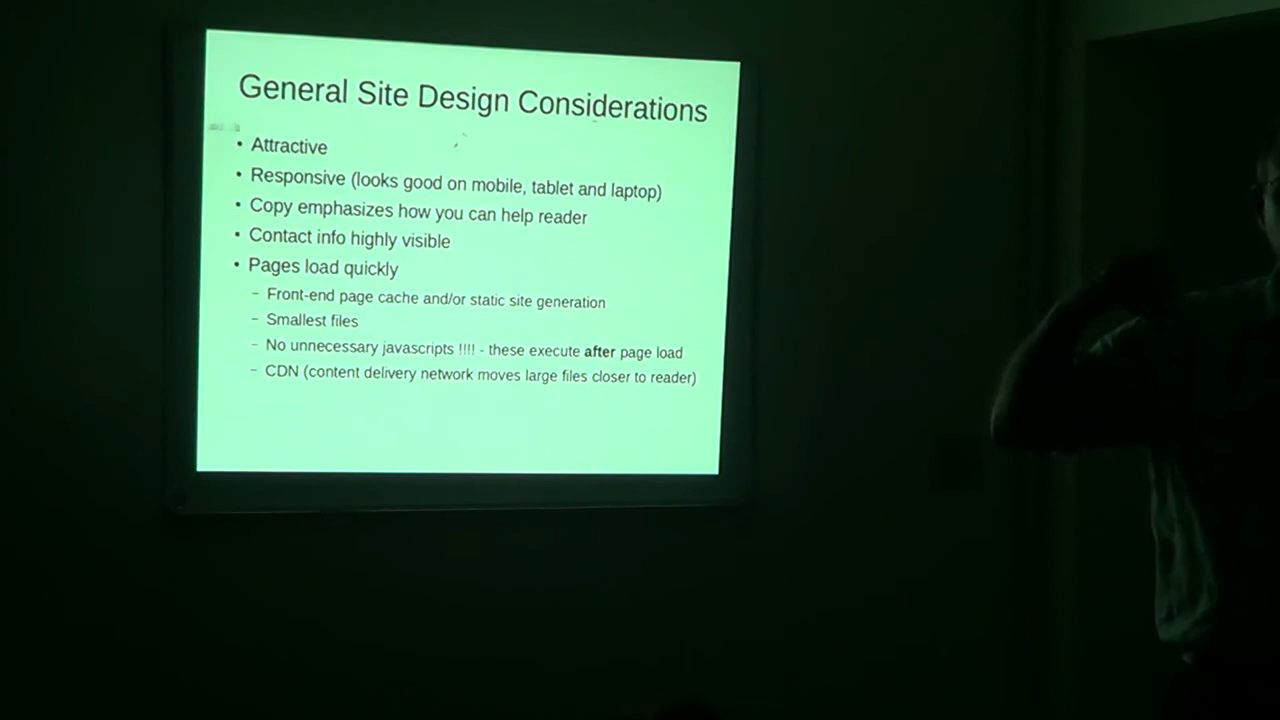 General Site Design Considerations
• Attractive
• Responsive (looks good on mobile, tablet and laptop)
• Copy emphasizes how you can help reader
• Contact info highly visible
• Pages load quickly
– Front-end page cache and/or static site generation
– Smallest files
– No unnecessary javascripts !!!! - these execute after page load
– CDN (content delivery network moves large files closer to reader)